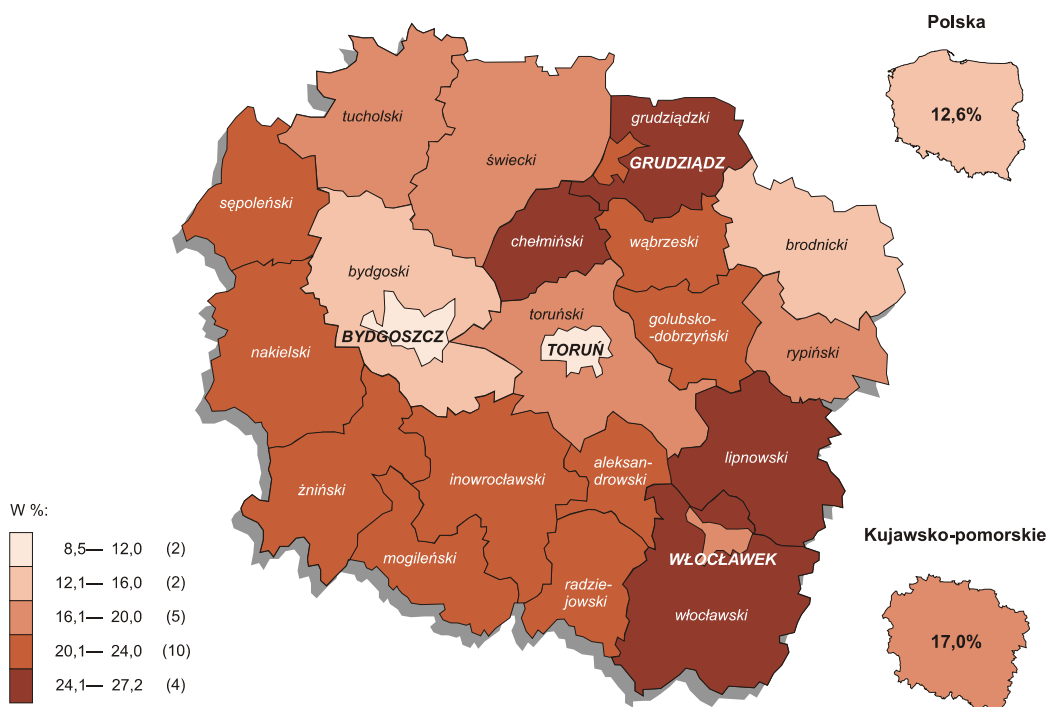 Polska
12,6%
tucholski
grudziądzki
świecki
GRUDZIĄDZ
sępoleński
chełmiński
wąbrzeski
brodnicki
bydgoski
toruński
golubsko-
-dobrzyński
BYDGOSZCZ
TORUŃ
nakielski
rypiński
lipnowski
aleksan-
drowski
inowrocławski
żniński
W %:
8,5— 12,0 (2)
12,1— 16,0 (2)
16,1— 20,0 (5)
20,1— 24,0 (10)
24,1— 27,2 (4)
mogileński
radzie-
jowski
WŁOCŁAWEK
włocławski
Kujawsko-pomorskie
17,0%